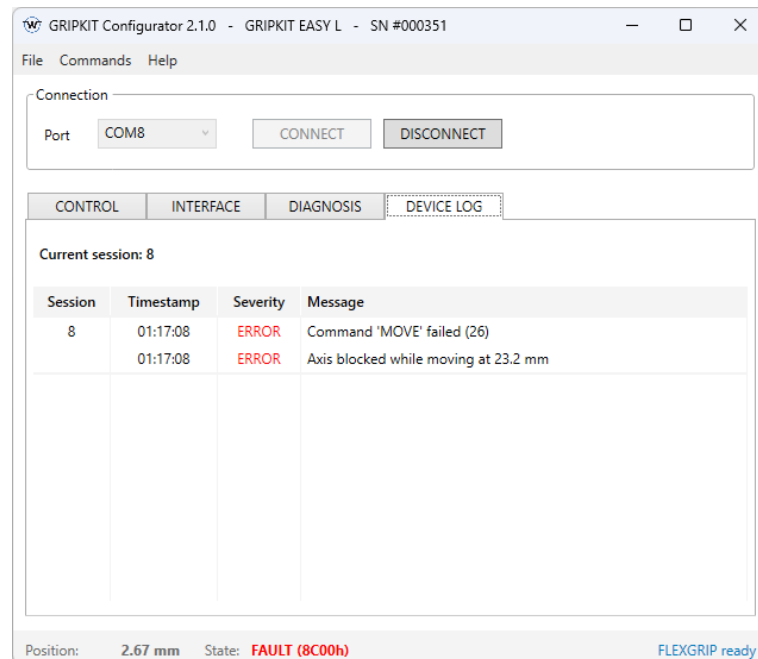 GRIPKIT Configurator 2.1.0 - GRIPKIT EASY L - SN #000351
File Commands Help
Connection
Port COM8 CONNECT DISCONNECT
CONTROL INTERFACE DIAGNOSIS DEVICE LOG
Current session: 8
Session Timestamp Severity Message
8 01:17:08 ERROR Command 'MOVE' failed (26)
01:17:08 ERROR Axis blocked while moving at 23.2 mm
Position: 2.67 mm State: FAULT (8C00h) FLEXGRIP ready